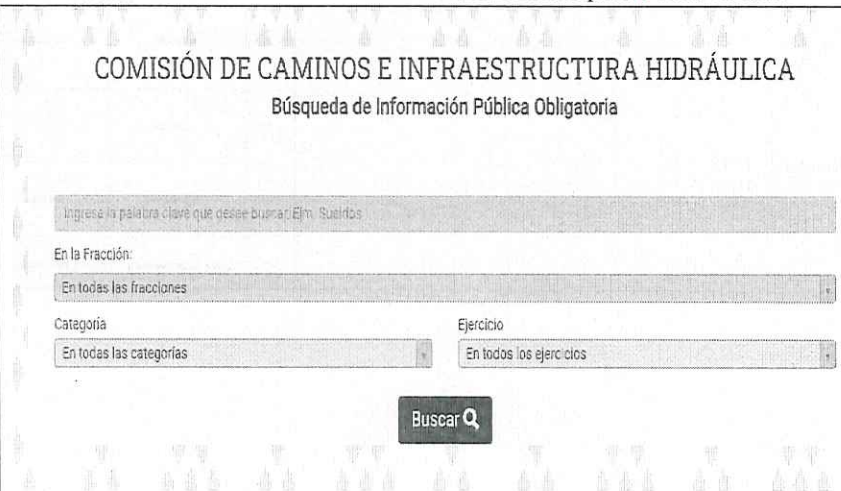 COMISIÓN DE CAMINOS E INFRAESTRUCTURA HIDRÁULICA
Búsqueda de Información Pública Obligatoria
Ingrese la palabra clave que desee buscar. Ejm. Sueldos
En la Fracción:
En todas las fracciones
Categoría Ejercicio
En todas las categorías En todos los ejercicios
Buscar